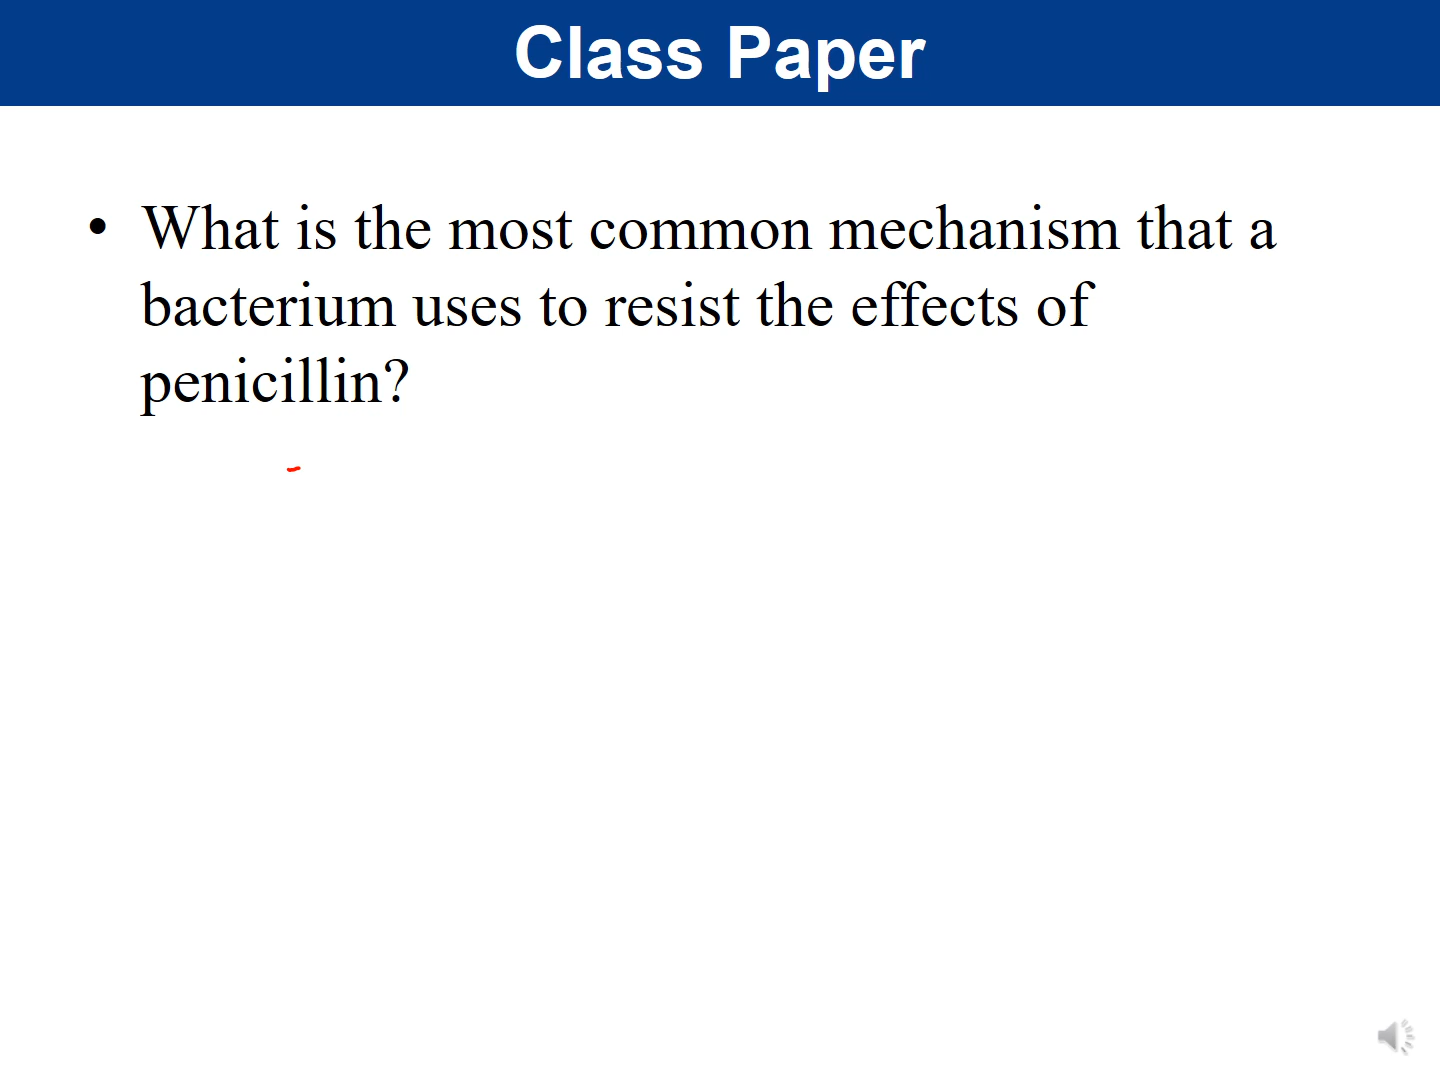 Class Paper
• What is the most common mechanism that a
bacterium uses to resist the effects of
penicillin?